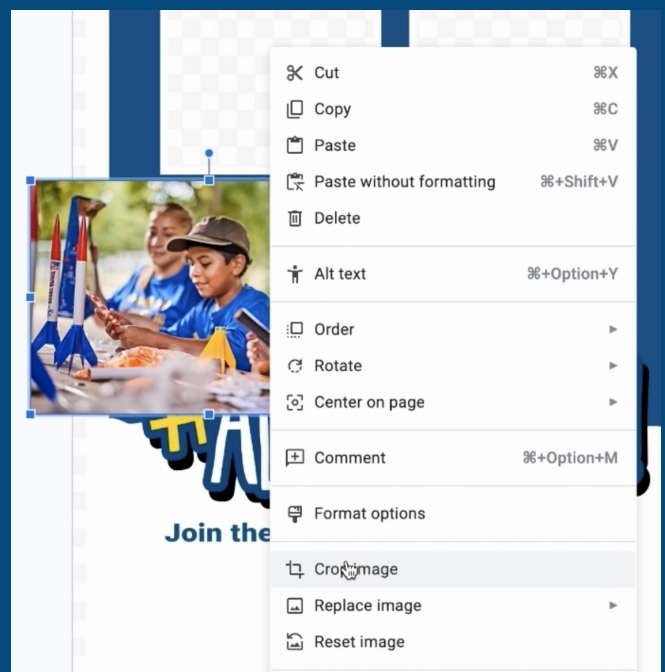 Cut ⌘X
Copy ⌘C
Paste ⌘V
Paste without formatting ⌘+Shift+V
Delete
Alt text ⌘+Option+Y
Order
Rotate
Center on page
Comment ⌘+Option+M
Format options
Join the
Crop image
Replace image
Reset image